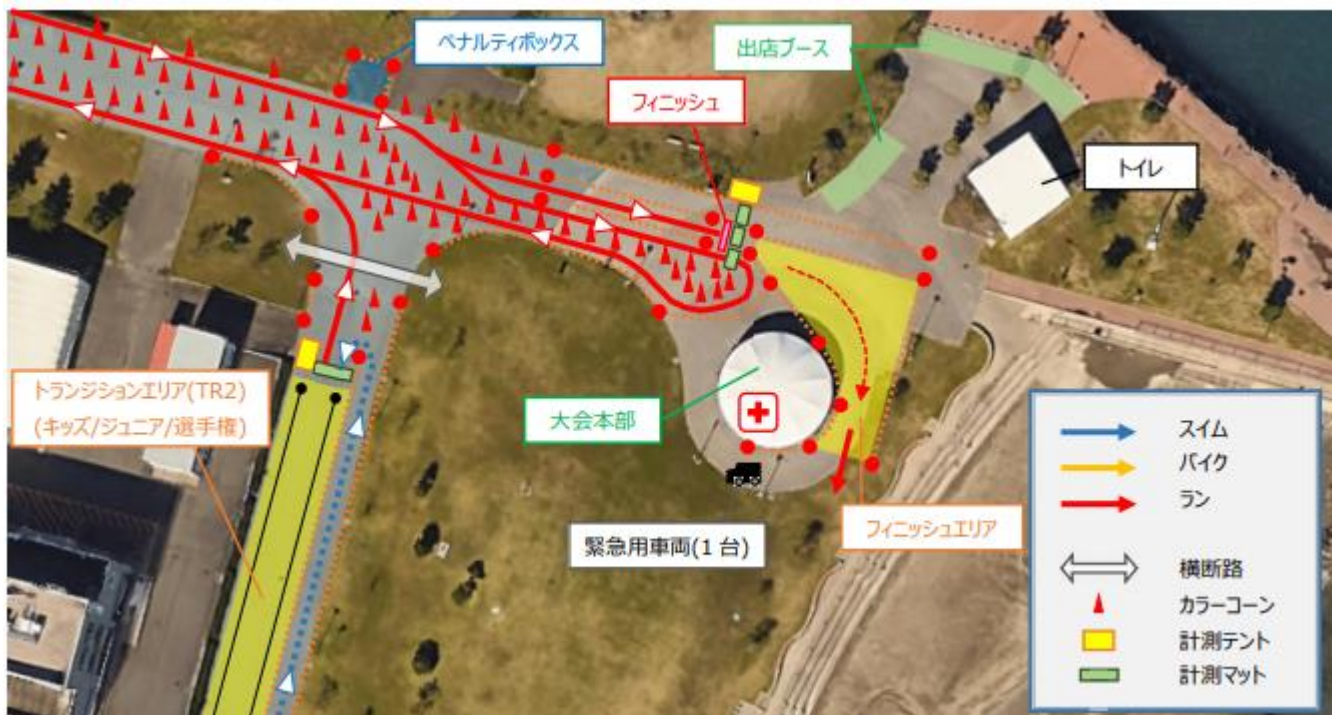 ペナルティボックス
出店ブース
フィニッシュ
トイレ
トランジションエリア(TR2)
(キッズ/ジュニア/選手権)
大会本部
緊急用車両(1 台)
フィニッシュエリア
スイム
バイク
ラン
横断路
カラーコーン
計測テント
計測マット